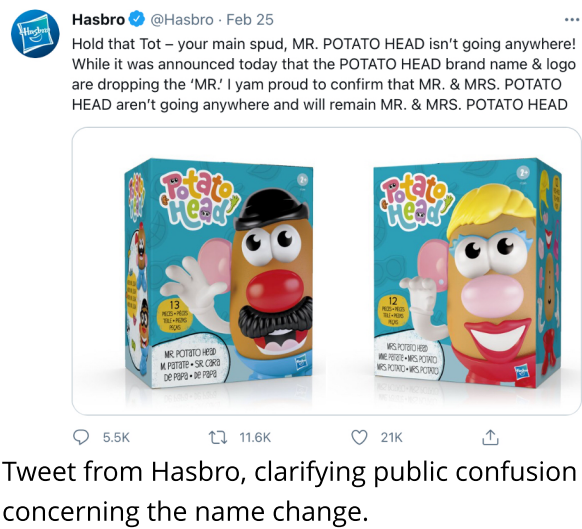 Hasbro @Hasbro · Feb 25
Hold that Tot – your main spud, MR. POTATO HEAD isn't going anywhere!
While it was announced today that the POTATO HEAD brand name & logo
are dropping the 'MR.' I yam proud to confirm that MR. & MRS. POTATO
HEAD aren't going anywhere and will remain MR. & MRS. POTATO HEAD
Hasbro
Potato
Head
2+
13
MR. POTATO HEAD
M. PATATE • SR. CARA
DE PAPA • DE PAPA
Hasbro
Potato
Head
2+
12
MRS. POTATO HEAD
MME PATATE • MRS POTATO
MRS POTATO • MRS. POTATO
Hasbro
5.5K
11.6K
21K
Tweet from Hasbro, clarifying public confusion
concerning the name change.